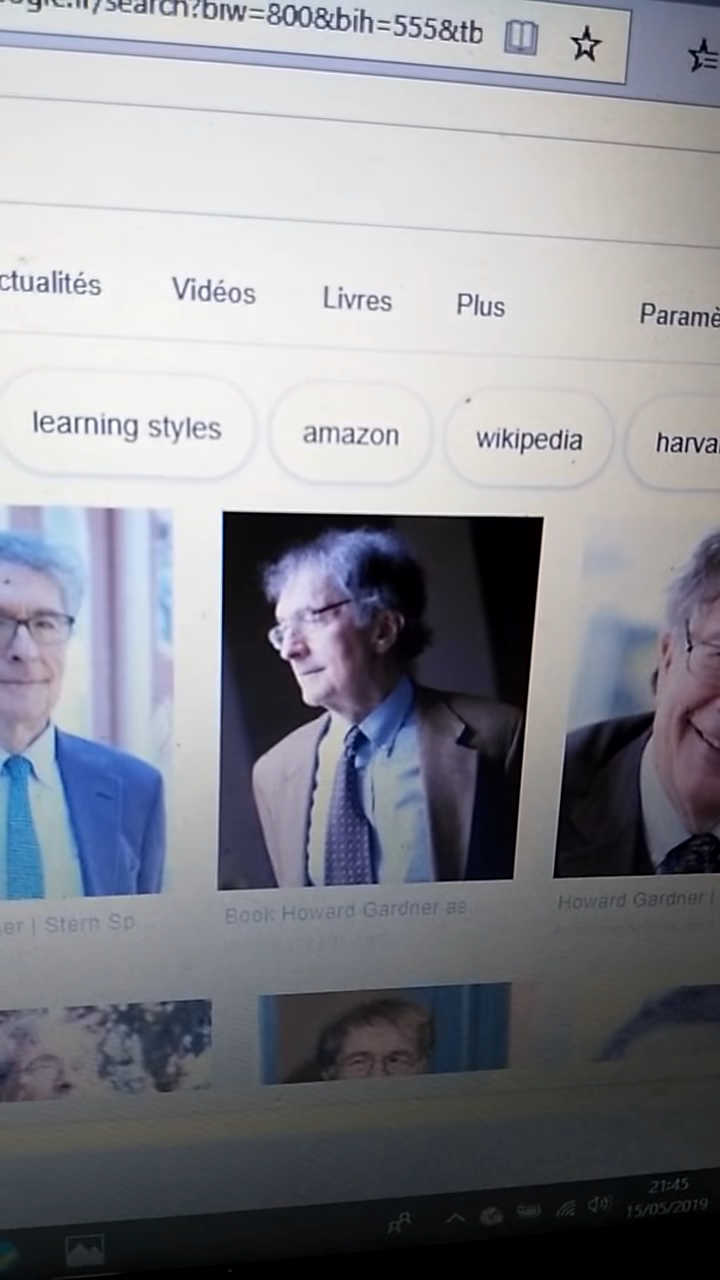 ogle.fr/search?biw=800&bih=555&tb
ctualités Vidéos Livres Plus Paramè
learning styles amazon wikipedia harva
er | Stern Sp... Book Howard Gardner as... Howard Gardner |
21:45
15/05/2019